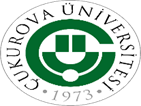 ÇUKUROVA ÜNİVERSİTESİ
• 1973 •